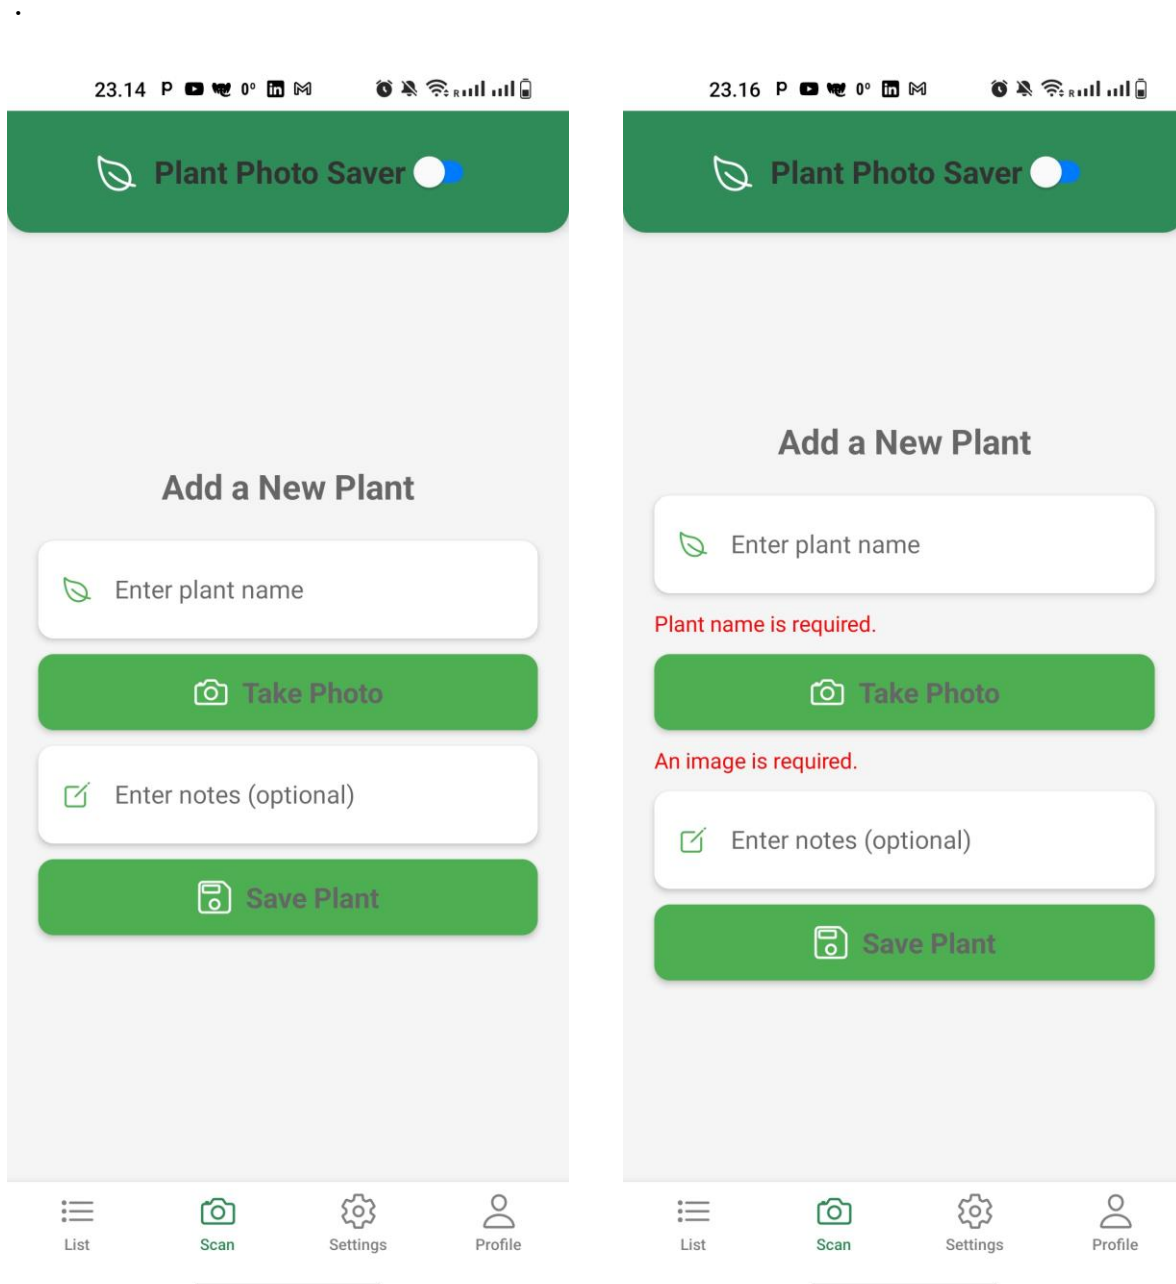 .
23.14 P 0° in M R
Plant Photo Saver
Add a New Plant
Enter plant name
Take Photo
Enter notes (optional)
Save Plant
List Scan Settings Profile
23.16 P 0° in M R
Plant Photo Saver
Add a New Plant
Enter plant name
Plant name is required.
Take Photo
An image is required.
Enter notes (optional)
Save Plant
List Scan Settings Profile